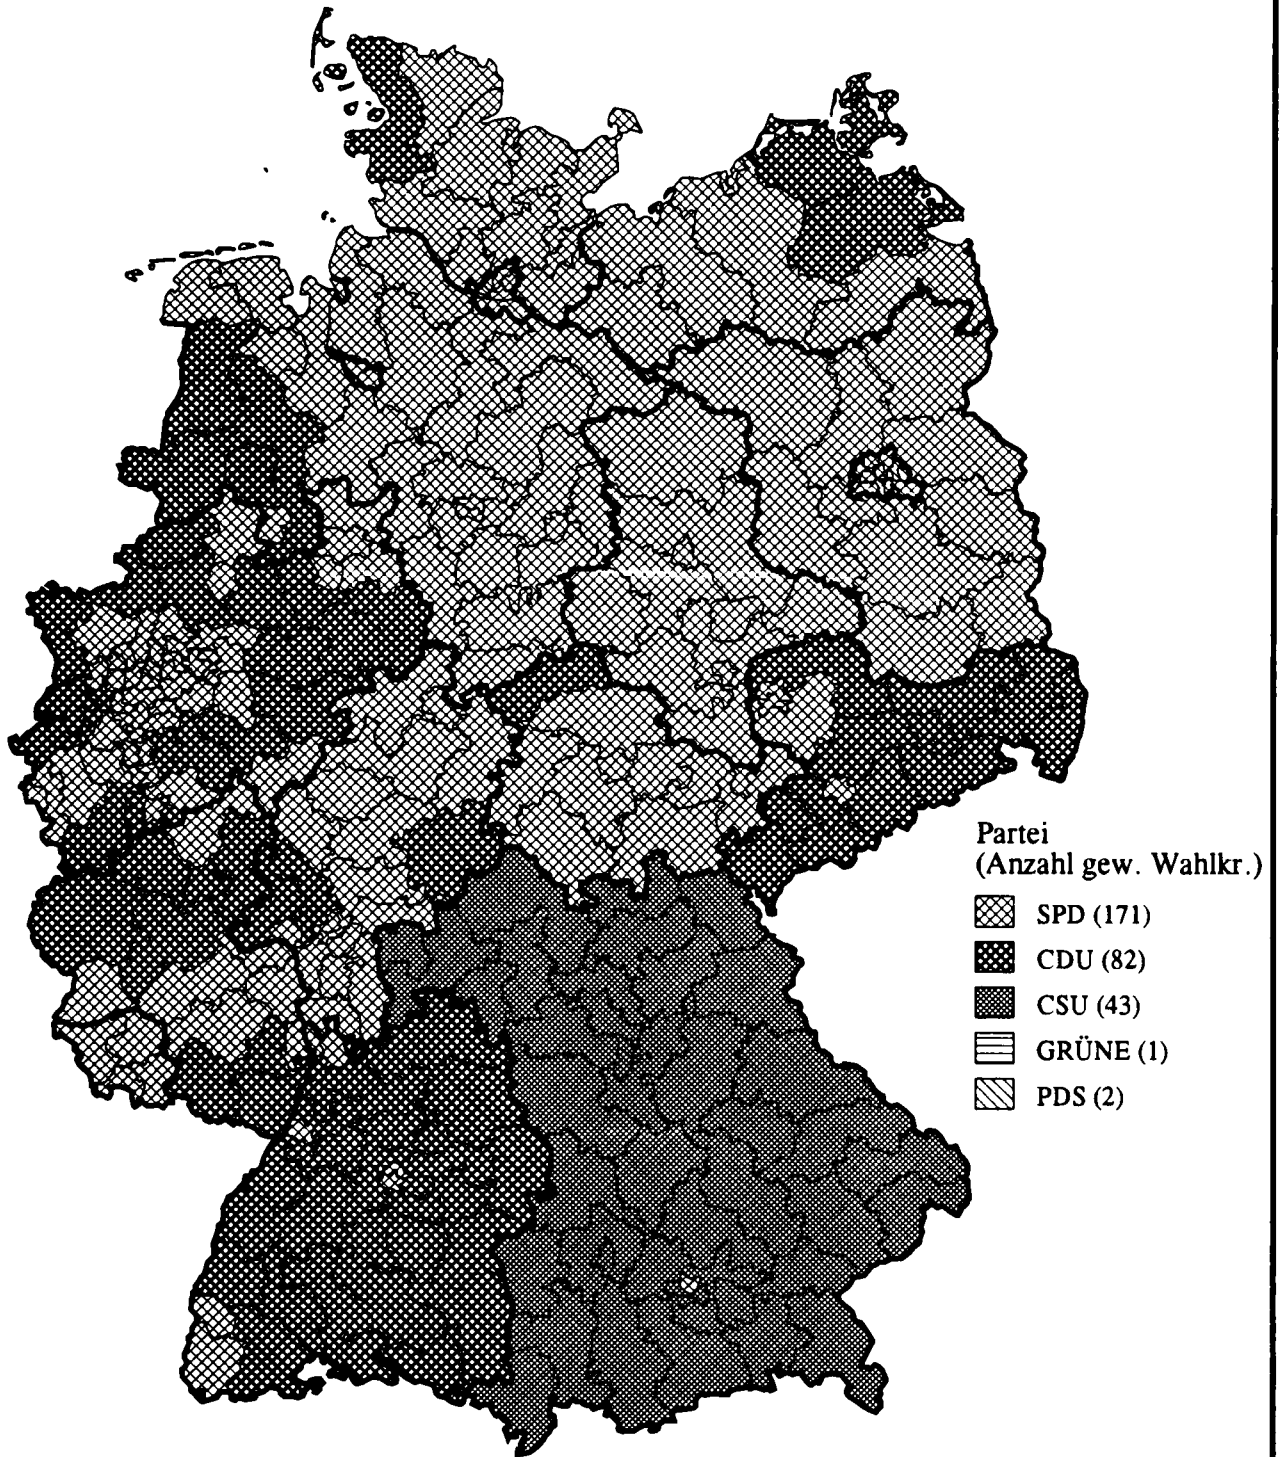 Partei
(Anzahl gew. Wahlkr.)
SPD (171)
CDU (82)
CSU (43)
GRÜNE (1)
PDS (2)